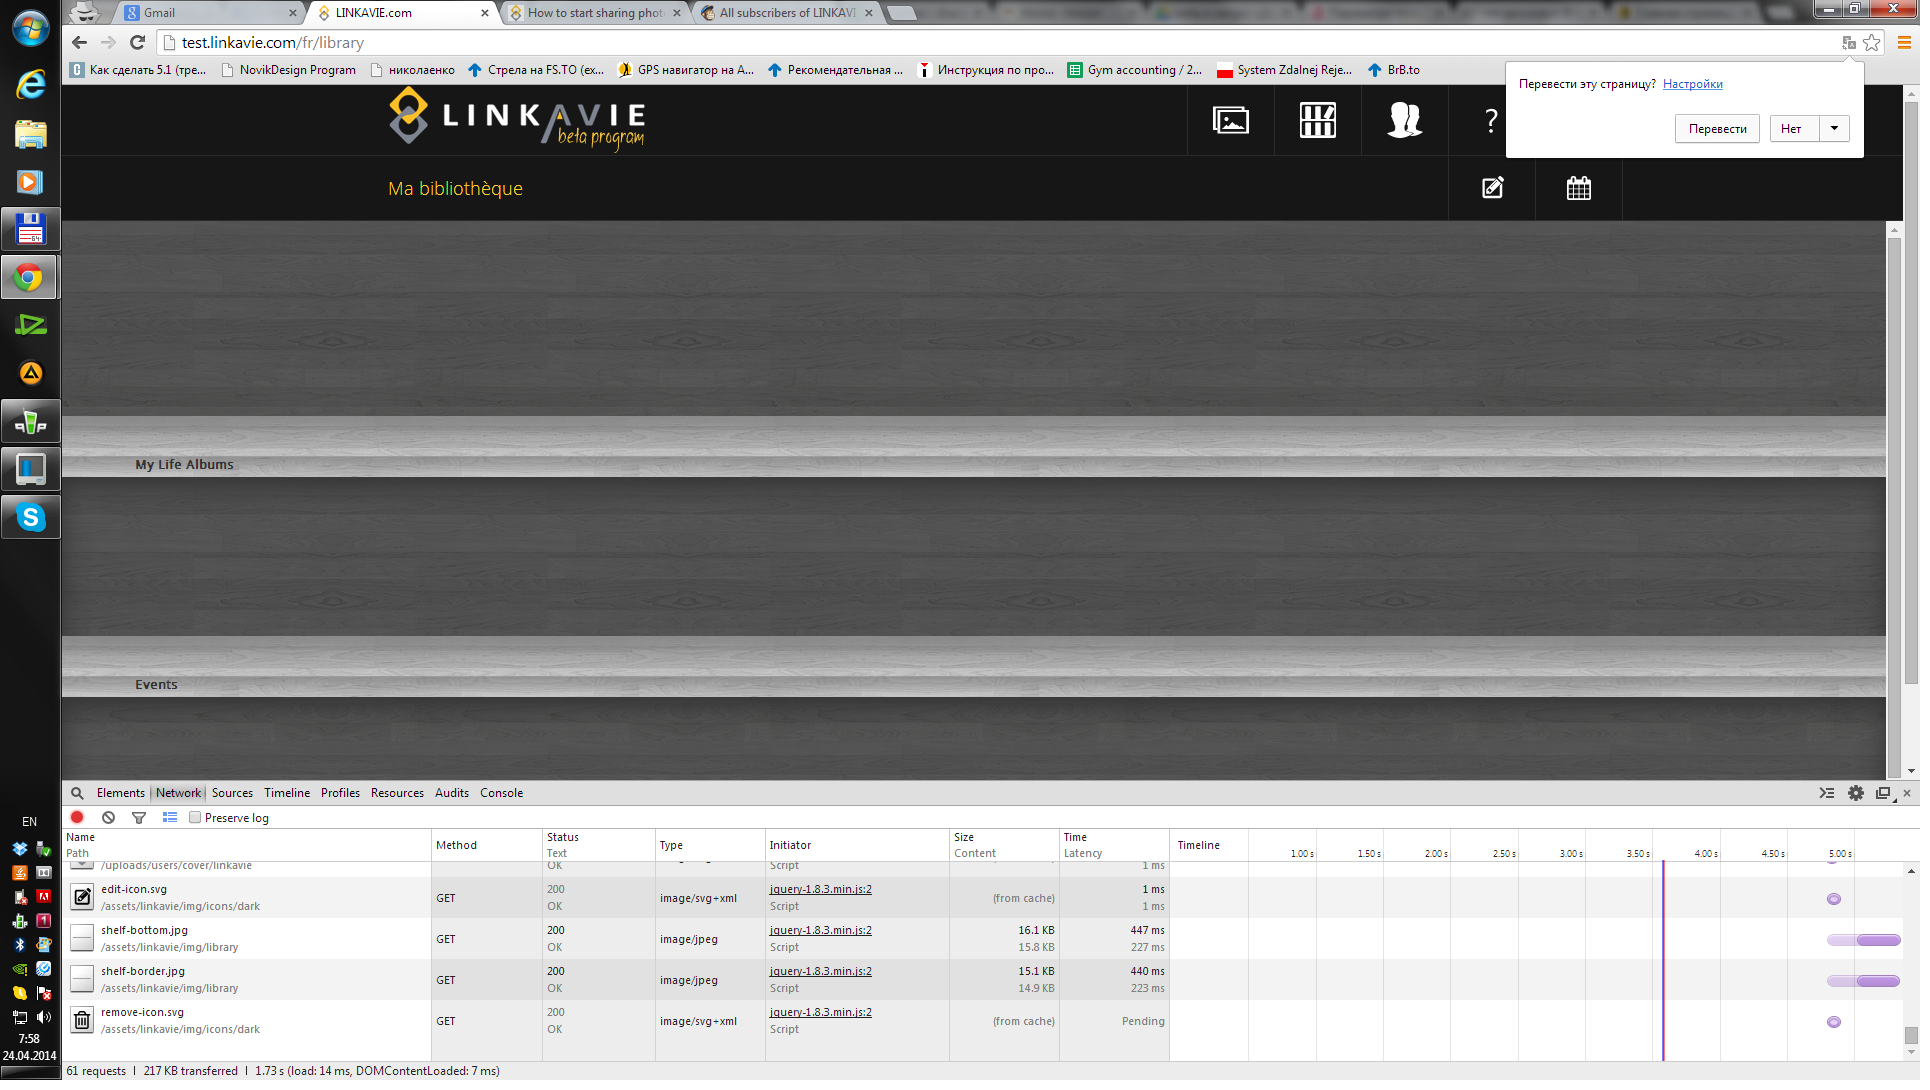 Gmail
LINKAVIE.com
How to start sharing phot
All subscribers of LINKAVI
test.linkavie.com/fr/library
Как сделать 5.1 (тре...
NovikDesign Program
николаенко
Стрела на FS.TO (ex...
GPS навигатор на A...
Рекомендательная ...
Инструкция по про...
Gym accounting / 2...
System Zdalnej Reje...
BrB.to
Перевести эту страницу? Настройки
Перевести
Нет
LINKAVIE
beta program
?
Ma bibliothèque
My Life Albums
Events
Elements Network Sources Timeline Profiles Resources Audits Console
Preserve log
Name
Path
Method
Status
Text
Type
Initiator
Size
Content
Time
Latency
Timeline
1.00 s
1.50 s
2.00 s
2.50 s
3.00 s
3.50 s
4.00 s
4.50 s
5.00 s
/uploads/users/cover/linkavie
OK
Script
1 ms
edit-icon.svg
/assets/linkavie/img/icons/dark
GET
200
OK
image/svg+xml
jquery-1.8.3.min.js:2
Script
(from cache)
1 ms
1 ms
shelf-bottom.jpg
/assets/linkavie/img/library
GET
200
OK
image/jpeg
jquery-1.8.3.min.js:2
Script
16.1 KB
15.8 KB
447 ms
227 ms
shelf-border.jpg
/assets/linkavie/img/library
GET
200
OK
image/jpeg
jquery-1.8.3.min.js:2
Script
15.1 KB
14.9 KB
440 ms
223 ms
remove-icon.svg
/assets/linkavie/img/icons/dark
GET
200
OK
image/svg+xml
jquery-1.8.3.min.js:2
Script
(from cache)
Pending
61 requests | 217 KB transferred | 1.73 s (load: 14 ms, DOMContentLoaded: 7 ms)
EN
7:58
24.04.2014